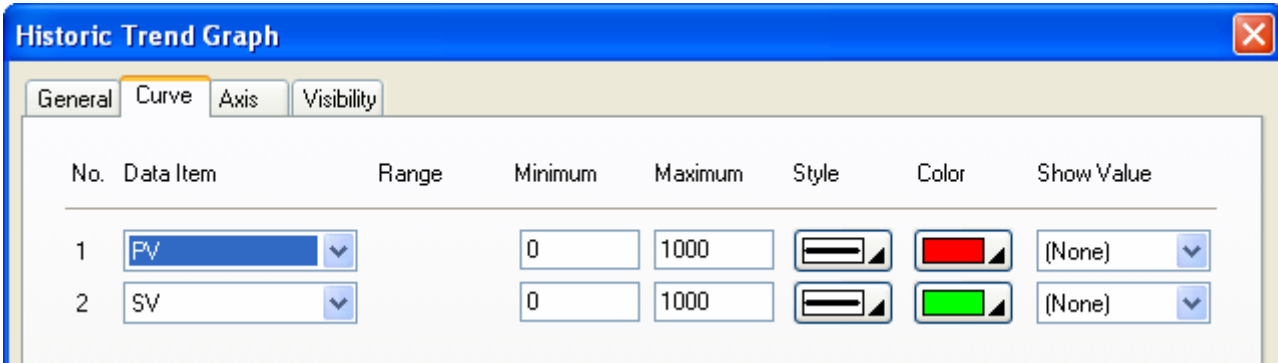 Historic Trend Graph
General Curve Axis Visibility
No. Data Item Range Minimum Maximum Style Color Show Value
1 PV 0 1000 (None)
2 SV 0 1000 (None)